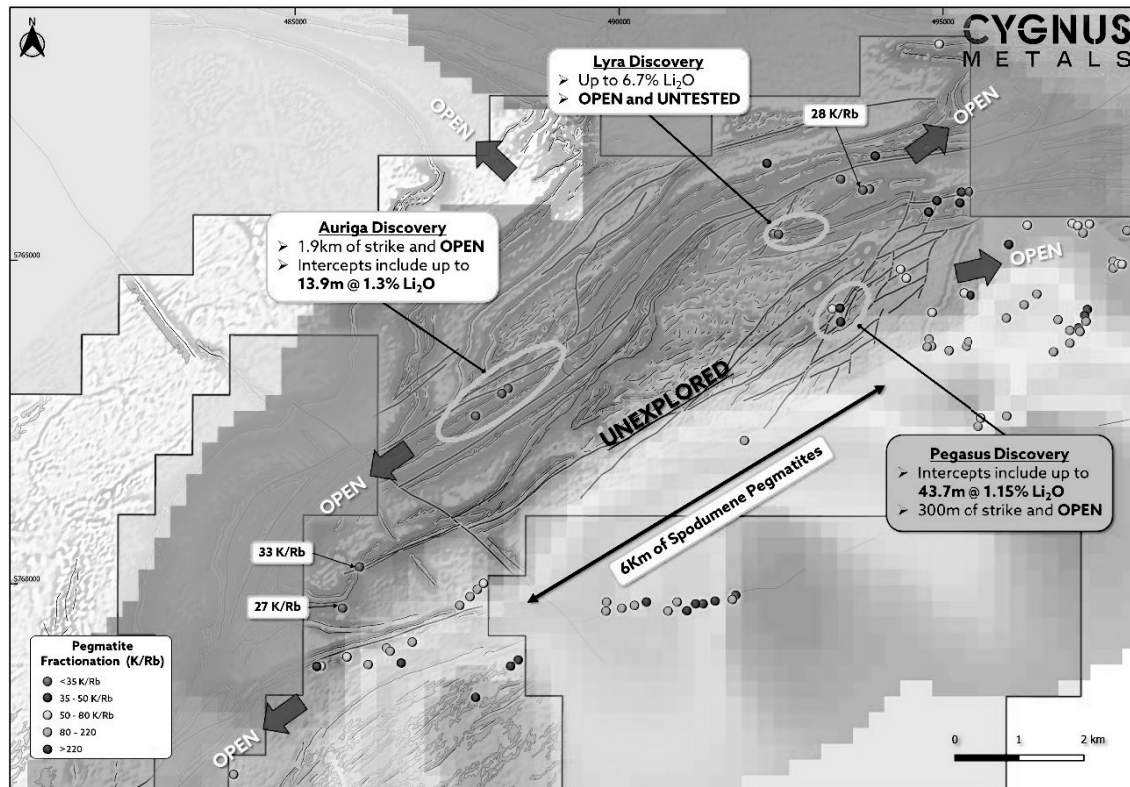 485000
490000
495000
N
CYGNUS
METALS
Lyra Discovery
➢ Up to 6.7% Li₂O
➢ OPEN and UNTESTED
28 K/Rb
OPEN
OPEN
Auriga Discovery
➢ 1.9km of strike and OPEN
➢ Intercepts include up to
13.9m @ 1.3% Li₂O
5765000
OPEN
UNEXPLORED
Pegasus Discovery
➢ Intercepts include up to
43.7m @ 1.15% Li₂O
➢ 300m of strike and OPEN
OPEN
6Km of Spodumene Pegmatites
33 K/Rb
5760000
27 K/Rb
Pegmatite
Fractionation (K/Rb)
<35 K/Rb
35 - 50 K/Rb
50 - 80 K/Rb
80 - 220
>220
OPEN
0 1 2 km